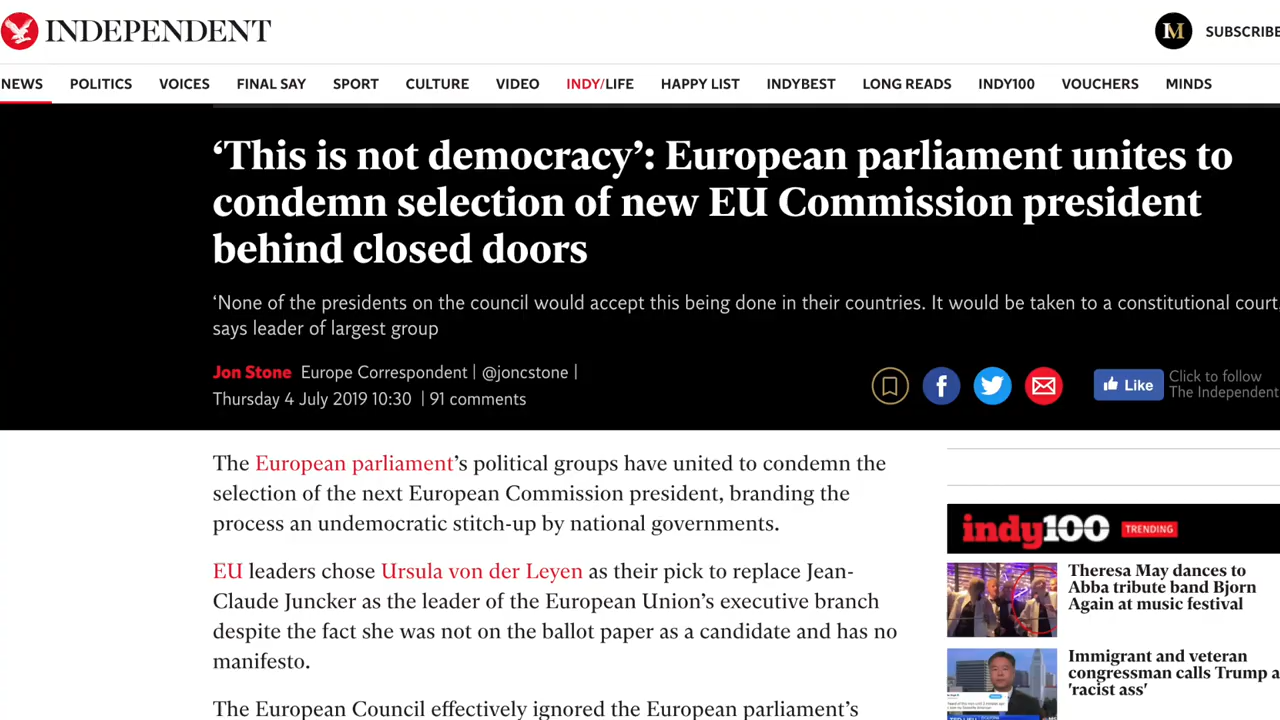 INDEPENDENT
SUBSCRIBE
NEWS POLITICS VOICES FINAL SAY SPORT CULTURE VIDEO INDY/LIFE HAPPY LIST INDYBEST LONG READS INDY100 VOUCHERS MINDS
‘This is not democracy’: European parliament unites to
condemn selection of new EU Commission president
behind closed doors
‘None of the presidents on the council would accept this being done in their countries. It would be taken to a constitutional court
says leader of largest group
Jon Stone Europe Correspondent | @joncstone |
Thursday 4 July 2019 10:30 | 91 comments
Like
Click to follow
The Independent
The European parliament’s political groups have united to condemn the
selection of the next European Commission president, branding the
process an undemocratic stitch-up by national governments.
EU leaders chose Ursula von der Leyen as their pick to replace Jean-
Claude Juncker as the leader of the European Union’s executive branch
despite the fact she was not on the ballot paper as a candidate and has no
manifesto.
The European Council effectively ignored the European parliament’s
indy100 TRENDING
Theresa May dances to
Abba tribute band Bjorn
Again at music festival
Immigrant and veteran
congressman calls Trump a
'racist ass'